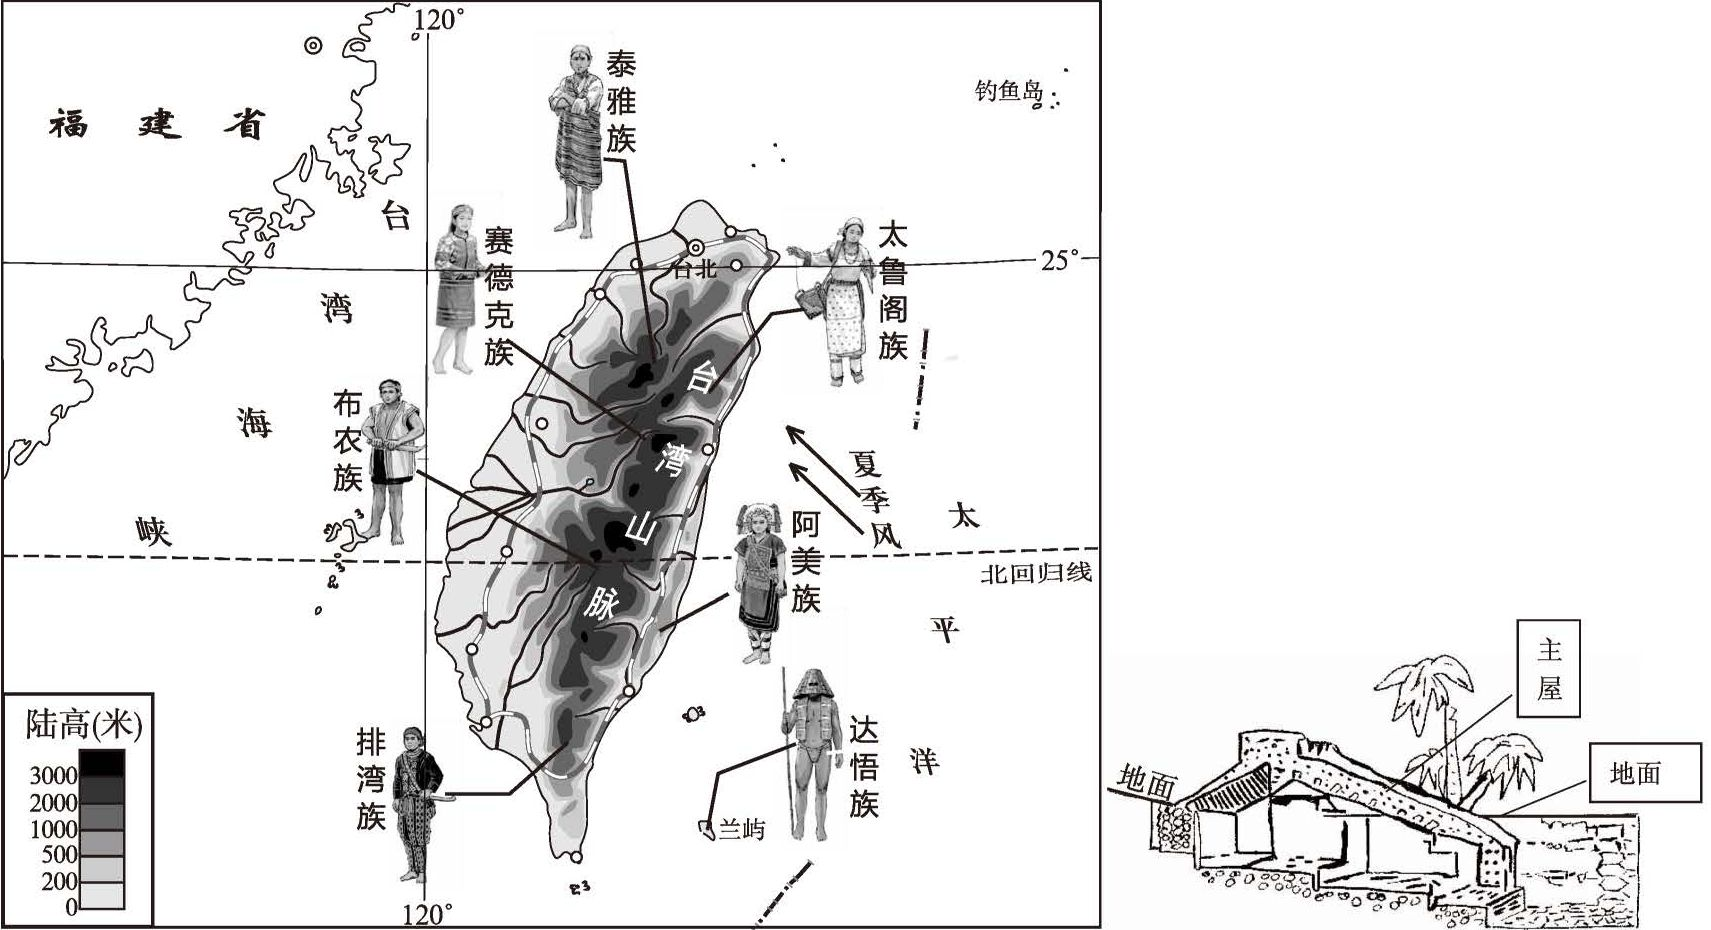 120°
泰雅族
钓鱼岛
福建省
台湾海峡
赛德克族
太鲁阁族
台北
25°
布农族
台湾山脉
夏季风
太平洋
阿美族
北回归线
排湾族
达悟族
兰屿
陆高(米)
3000
2000
1000
500
200
0
120°
主屋
地面
地面